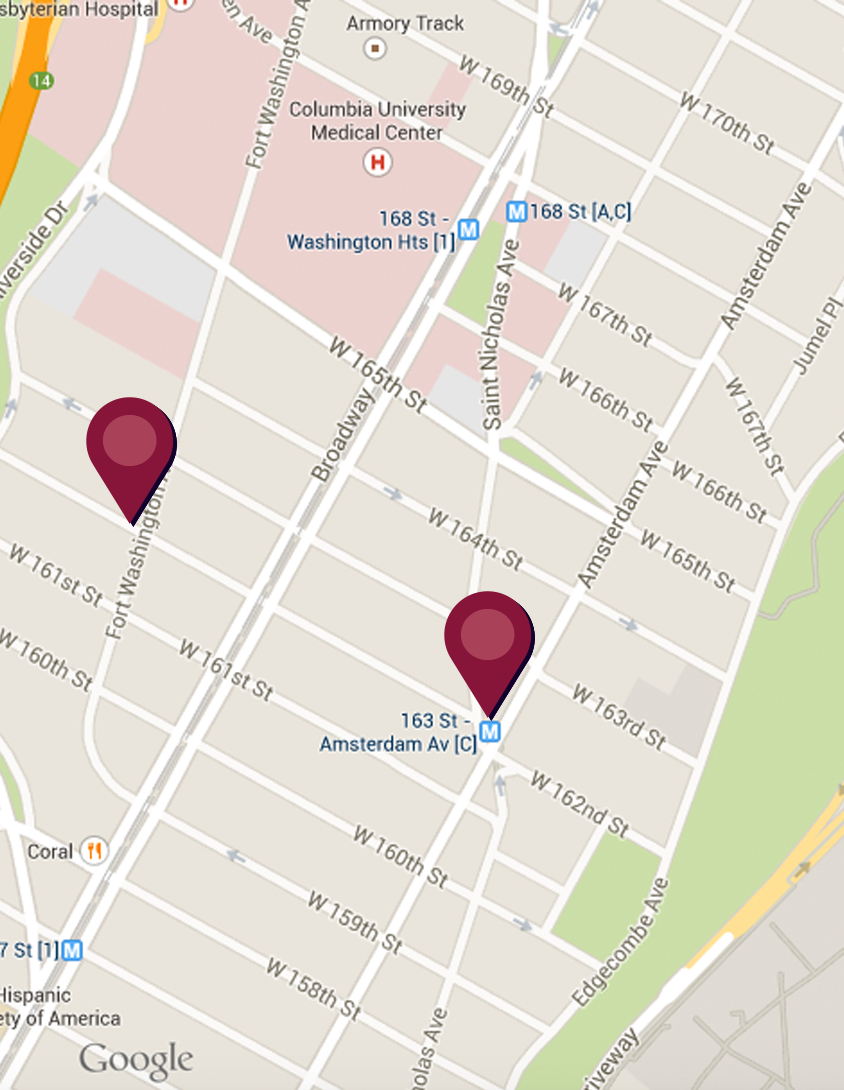 sbyterian Hospital
en Ave
Armory Track
14
W 169th St
W 170th St
Fort Washington A
Columbia University
Medical Center
H
168 St -
Washington Hts [1]
M
M
168 St [A,C]
verside Dr
Saint Nicholas Ave
Amsterdam Ave
Jumel Pl
W 167th St
W 165th St
W 166th St
W 167th St
Broadway
Amsterdam Ave
W 166th St
W 164th St
W 165th St
Fort Washington
W 161st St
W 160th St
W 161st St
163 St -
Amsterdam Av [C]
M
W 163rd St
W 162nd St
Coral
W 160th St
W 159th St
W 158th St
Edgecombe Ave
7 St [1]
M
Hispanic
ety of America
Google
holas Ave
riveway